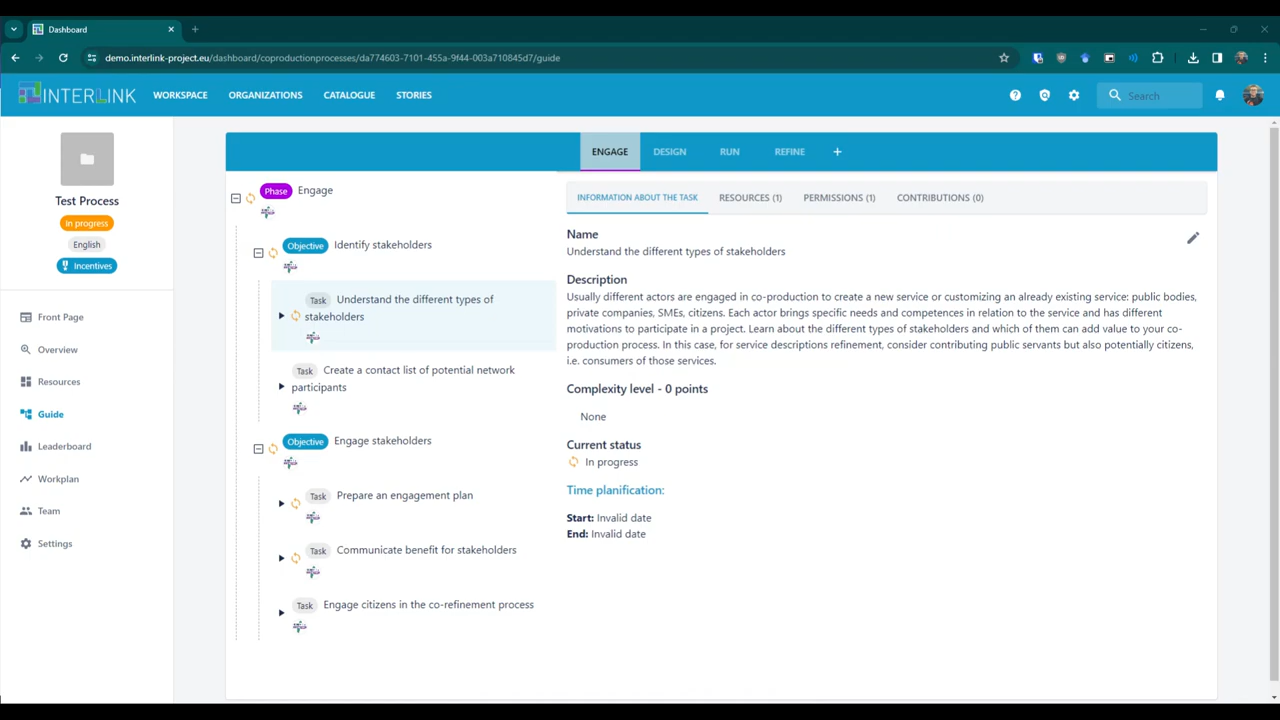 Dashboard
demo.interlink-project.eu/dashboard/coproductionprocesses/da774603-7101-455a-9f44-003a710845d7/guide
INTERLINK
WORKSPACE
ORGANIZATIONS
CATALOGUE
STORIES
Search
Test Process
In progress
English
Incentives
Front Page
Overview
Resources
Guide
Leaderboard
Workplan
Team
Settings
ENGAGE
DESIGN
RUN
REFINE
+
Phase Engage
Objective Identify stakeholders
Task Understand the different types of
stakeholders
Task Create a contact list of potential network
participants
Objective Engage stakeholders
Task Prepare an engagement plan
Task Communicate benefit for stakeholders
Task Engage citizens in the co-refinement process
INFORMATION ABOUT THE TASK
RESOURCES (1)
PERMISSIONS (1)
CONTRIBUTIONS (0)
Name
Understand the different types of stakeholders
Description
Usually different actors are engaged in co-production to create a new service or customizing an already existing service: public bodies,
private companies, SMEs, citizens. Each actor brings specific needs and competences in relation to the service and has different
motivations to participate in a project. Learn about the different types of stakeholders and which of them can add value to your co-
production process. In this case, for service descriptions refinement, consider contributing public servants but also potentially citizens,
i.e. consumers of those services.
Complexity level - 0 points
None
Current status
In progress
Time planification:
Start: Invalid date
End: Invalid date